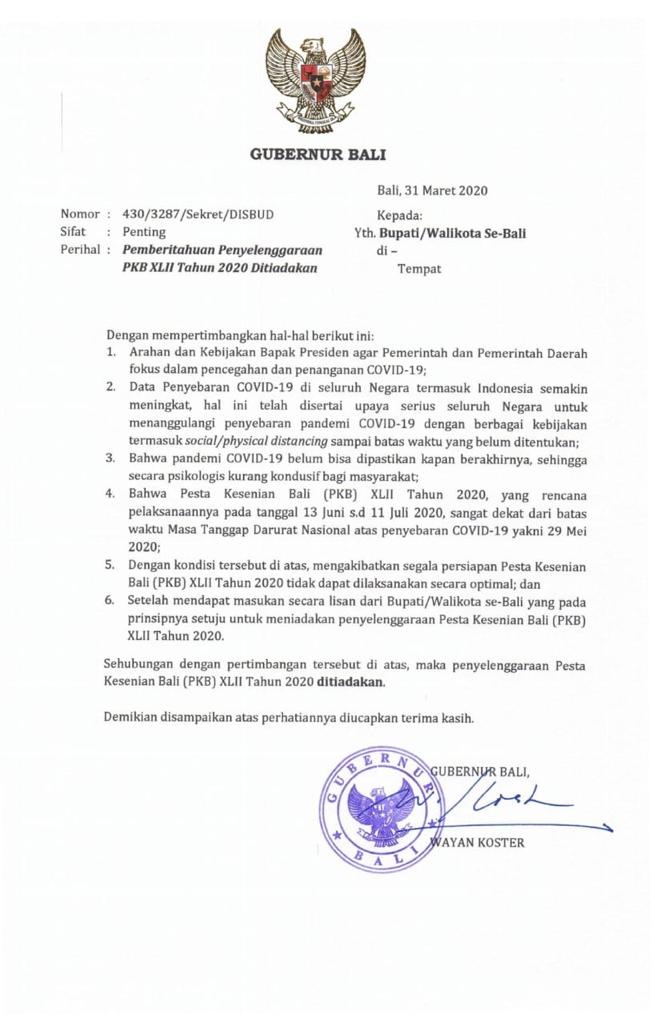 GUBERNUR BALI
Bali, 31 Maret 2020
Nomor : 430/3287/Sekret/DISBUD
Sifat : Penting
Perihal : Pemberitahuan Penyelenggaraan
PKB XLII Tahun 2020 Ditiadakan
Kepada:
Yth. Bupati/Walikota Se-Bali
di –
Tempat
Dengan mempertimbangkan hal-hal berikut ini:
1. Arahan dan Kebijakan Bapak Presiden agar Pemerintah dan Pemerintah Daerah
fokus dalam pencegahan dan penanganan COVID-19;
2. Data Penyebaran COVID-19 di seluruh Negara termasuk Indonesia semakin
meningkat, hal ini telah disertai upaya serius seluruh Negara untuk
menanggulangi penyebaran pandemi COVID-19 dengan berbagai kebijakan
termasuk social/physical distancing sampai batas waktu yang belum ditentukan;
3. Bahwa pandemi COVID-19 belum bisa dipastikan kapan berakhirnya, sehingga
secara psikologis kurang kondusif bagi masyarakat;
4. Bahwa Pesta Kesenian Bali (PKB) XLII Tahun 2020, yang rencana
pelaksanaannya pada tanggal 13 Juni s.d 11 Juli 2020, sangat dekat dari batas
waktu Masa Tanggap Darurat Nasional atas penyebaran COVID-19 yakni 29 Mei
2020;
5. Dengan kondisi tersebut di atas, mengakibatkan segala persiapan Pesta Kesenian
Bali (PKB) XLII Tahun 2020 tidak dapat dilaksanakan secara optimal; dan
6. Setelah mendapat masukan secara lisan dari Bupati/Walikota se-Bali yang pada
prinsipnya setuju untuk meniadakan penyelenggaraan Pesta Kesenian Bali (PKB)
XLII Tahun 2020.
Sehubungan dengan pertimbangan tersebut di atas, maka penyelenggaraan Pesta
Kesenian Bali (PKB) XLII Tahun 2020 ditiadakan.
Demikian disampaikan atas perhatiannya diucapkan terima kasih.
GUBERNUR BALI,
GUBERNUR
BALI
WAYAN KOSTER